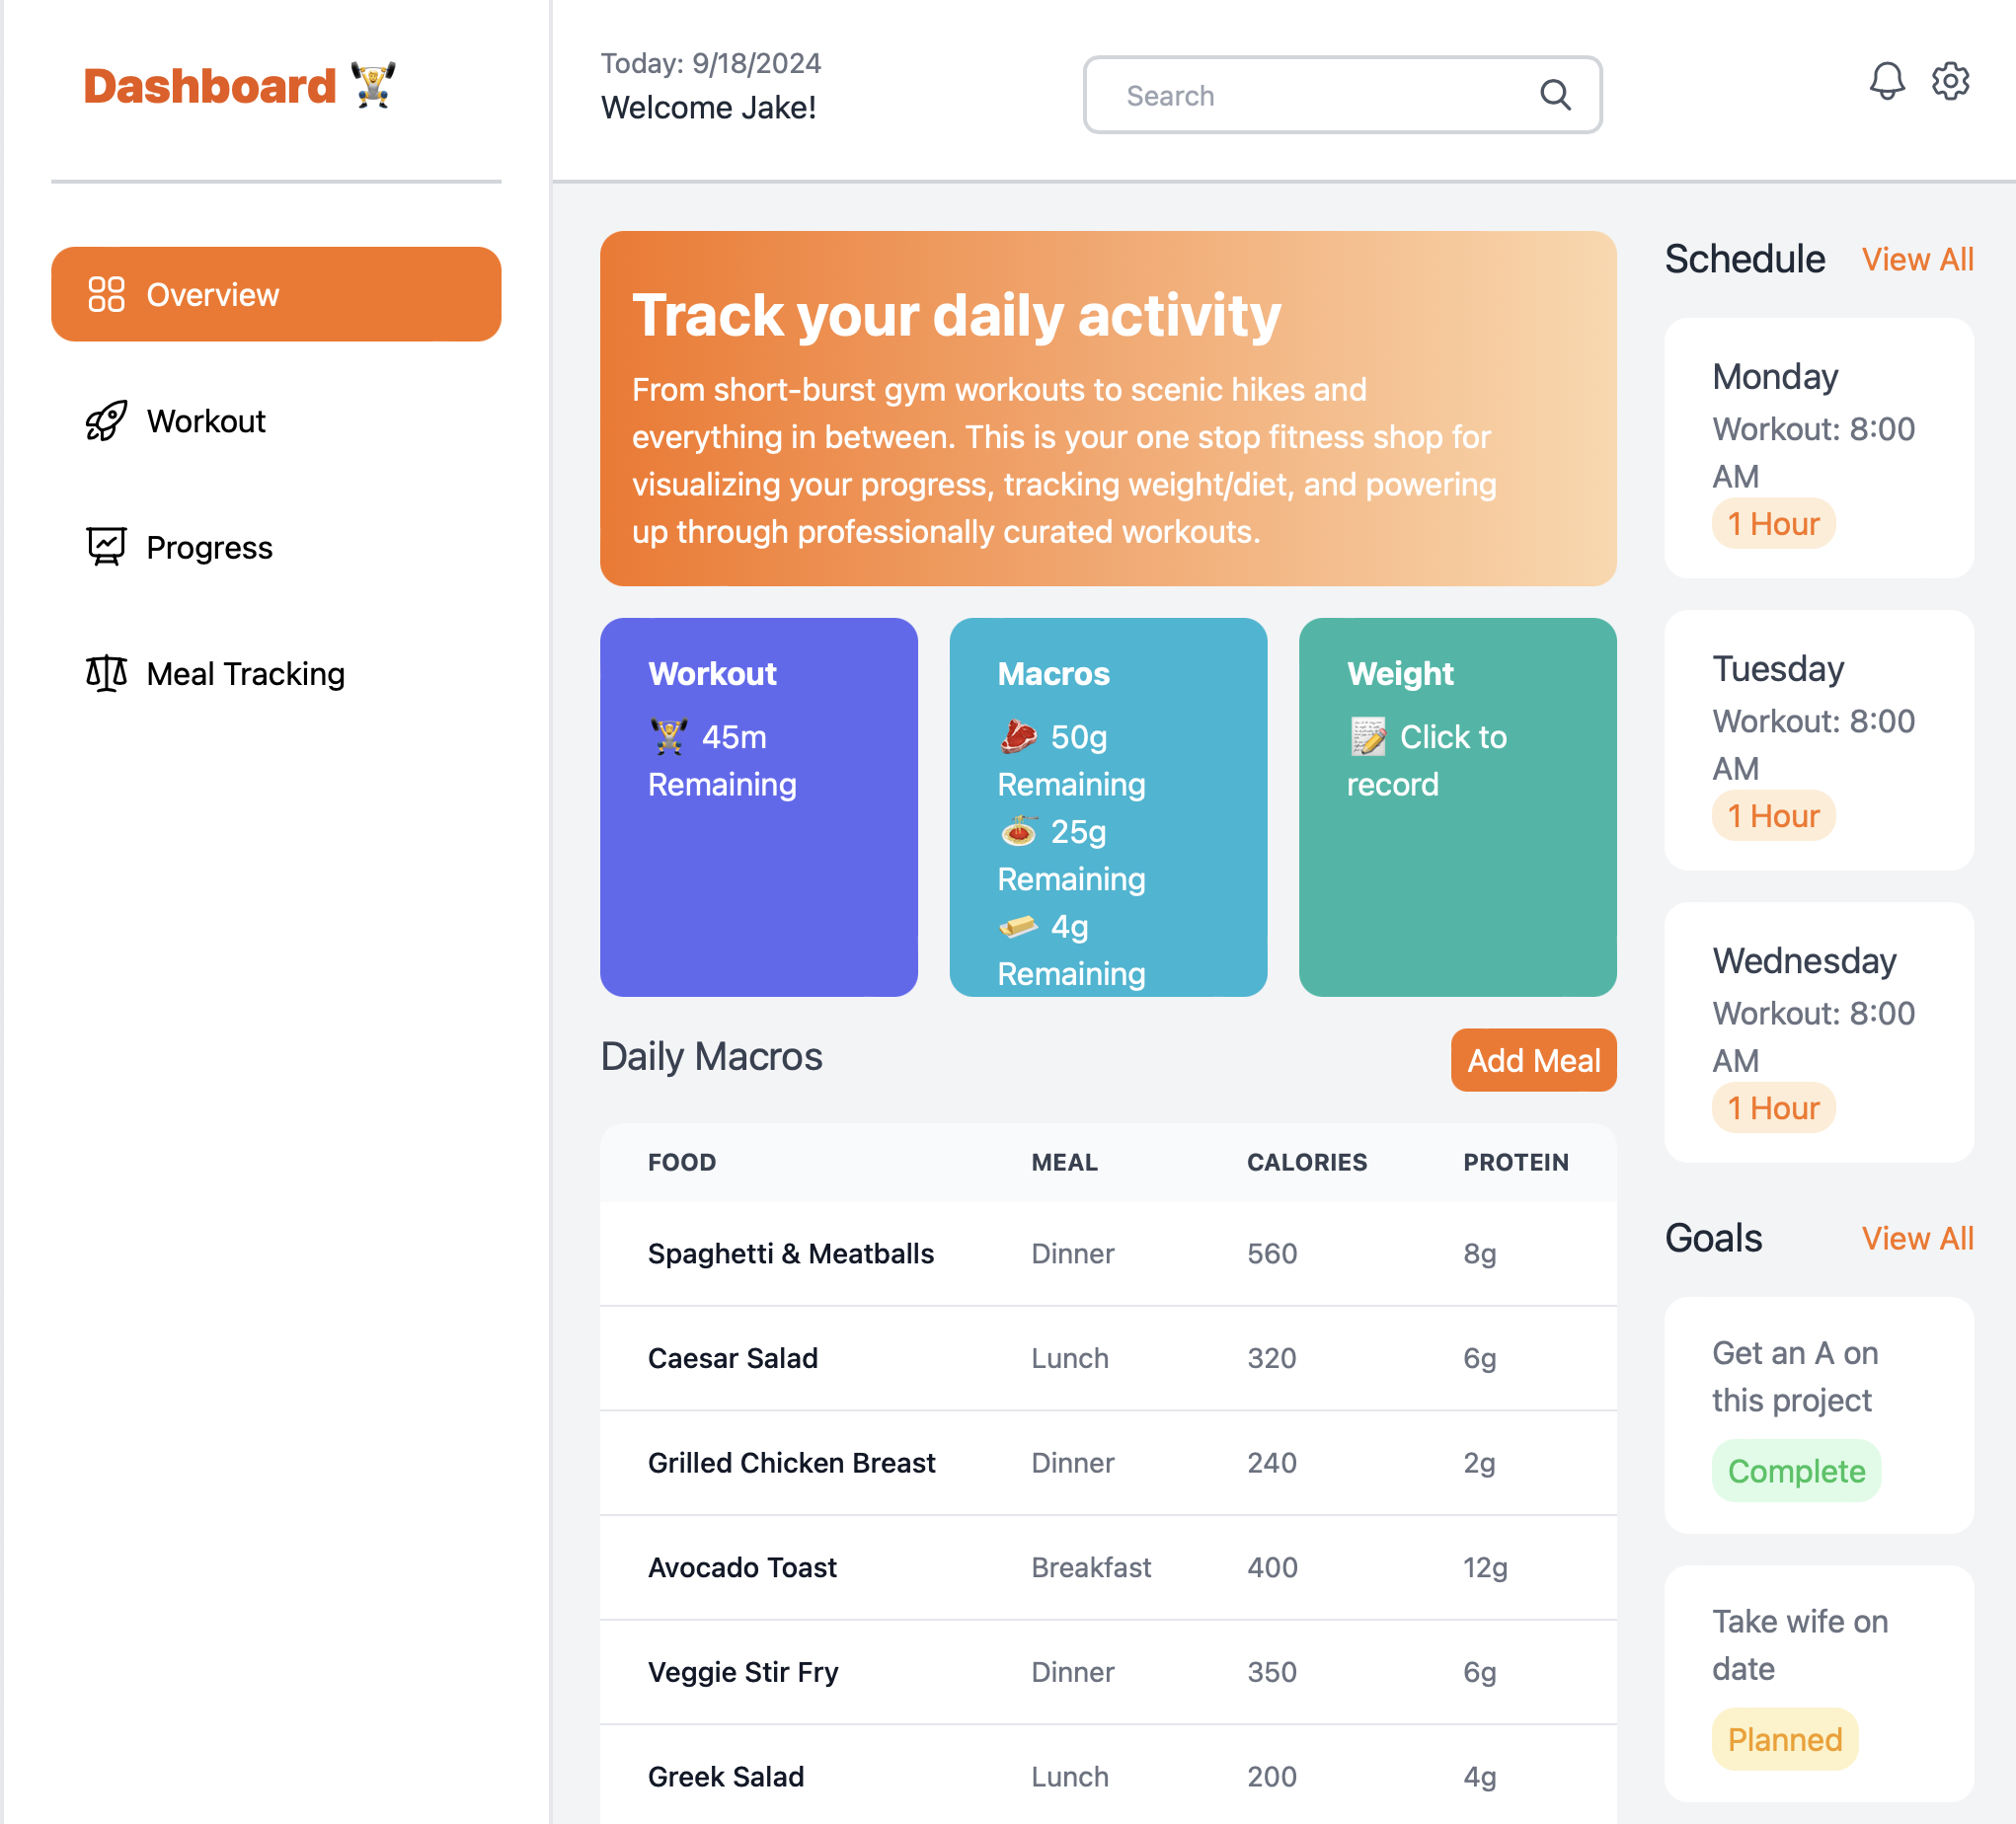 Dashboard
Today: 9/18/2024
Welcome Jake!
Search
Overview
Workout
Progress
Meal Tracking
Track your daily activity
From short-burst gym workouts to scenic hikes and
everything in between. This is your one stop fitness shop for
visualizing your progress, tracking weight/diet, and powering
up through professionally curated workouts.
Workout
45m
Remaining
Macros
50g
Remaining
25g
Remaining
4g
Remaining
Weight
Click to
record
Daily Macros
Add Meal
FOOD MEAL CALORIES PROTEIN
Spaghetti & Meatballs Dinner 560 8g
Caesar Salad Lunch 320 6g
Grilled Chicken Breast Dinner 240 2g
Avocado Toast Breakfast 400 12g
Veggie Stir Fry Dinner 350 6g
Greek Salad Lunch 200 4g
Schedule View All
Monday
Workout: 8:00
AM
1 Hour
Tuesday
Workout: 8:00
AM
1 Hour
Wednesday
Workout: 8:00
AM
1 Hour
Goals View All
Get an A on
this project
Complete
Take wife on
date
Planned